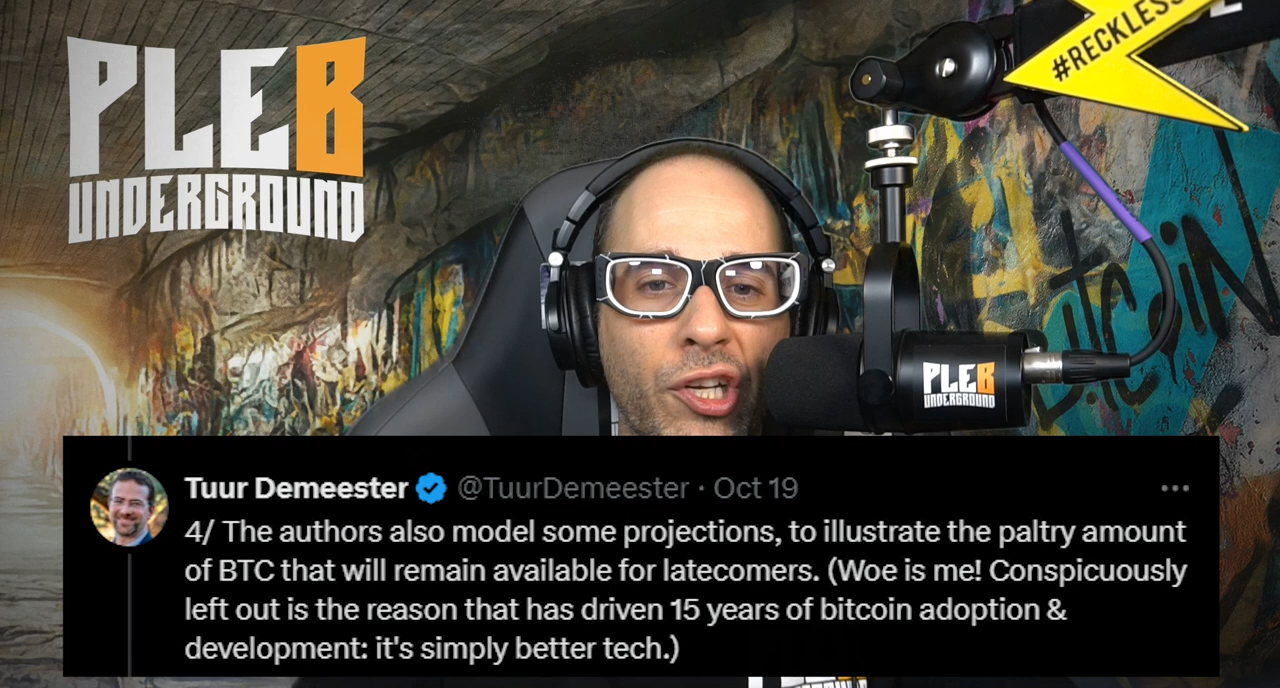 PLEB
UNDERGROUND
#RECKLESS
BITCOIN
PLEB
UNDERGROUND
Tuur Demeester @TuurDemeester · Oct 19
4/ The authors also model some projections, to illustrate the paltry amount
of BTC that will remain available for latecomers. (Woe is me! Conspicuously
left out is the reason that has driven 15 years of bitcoin adoption &
development: it's simply better tech.)